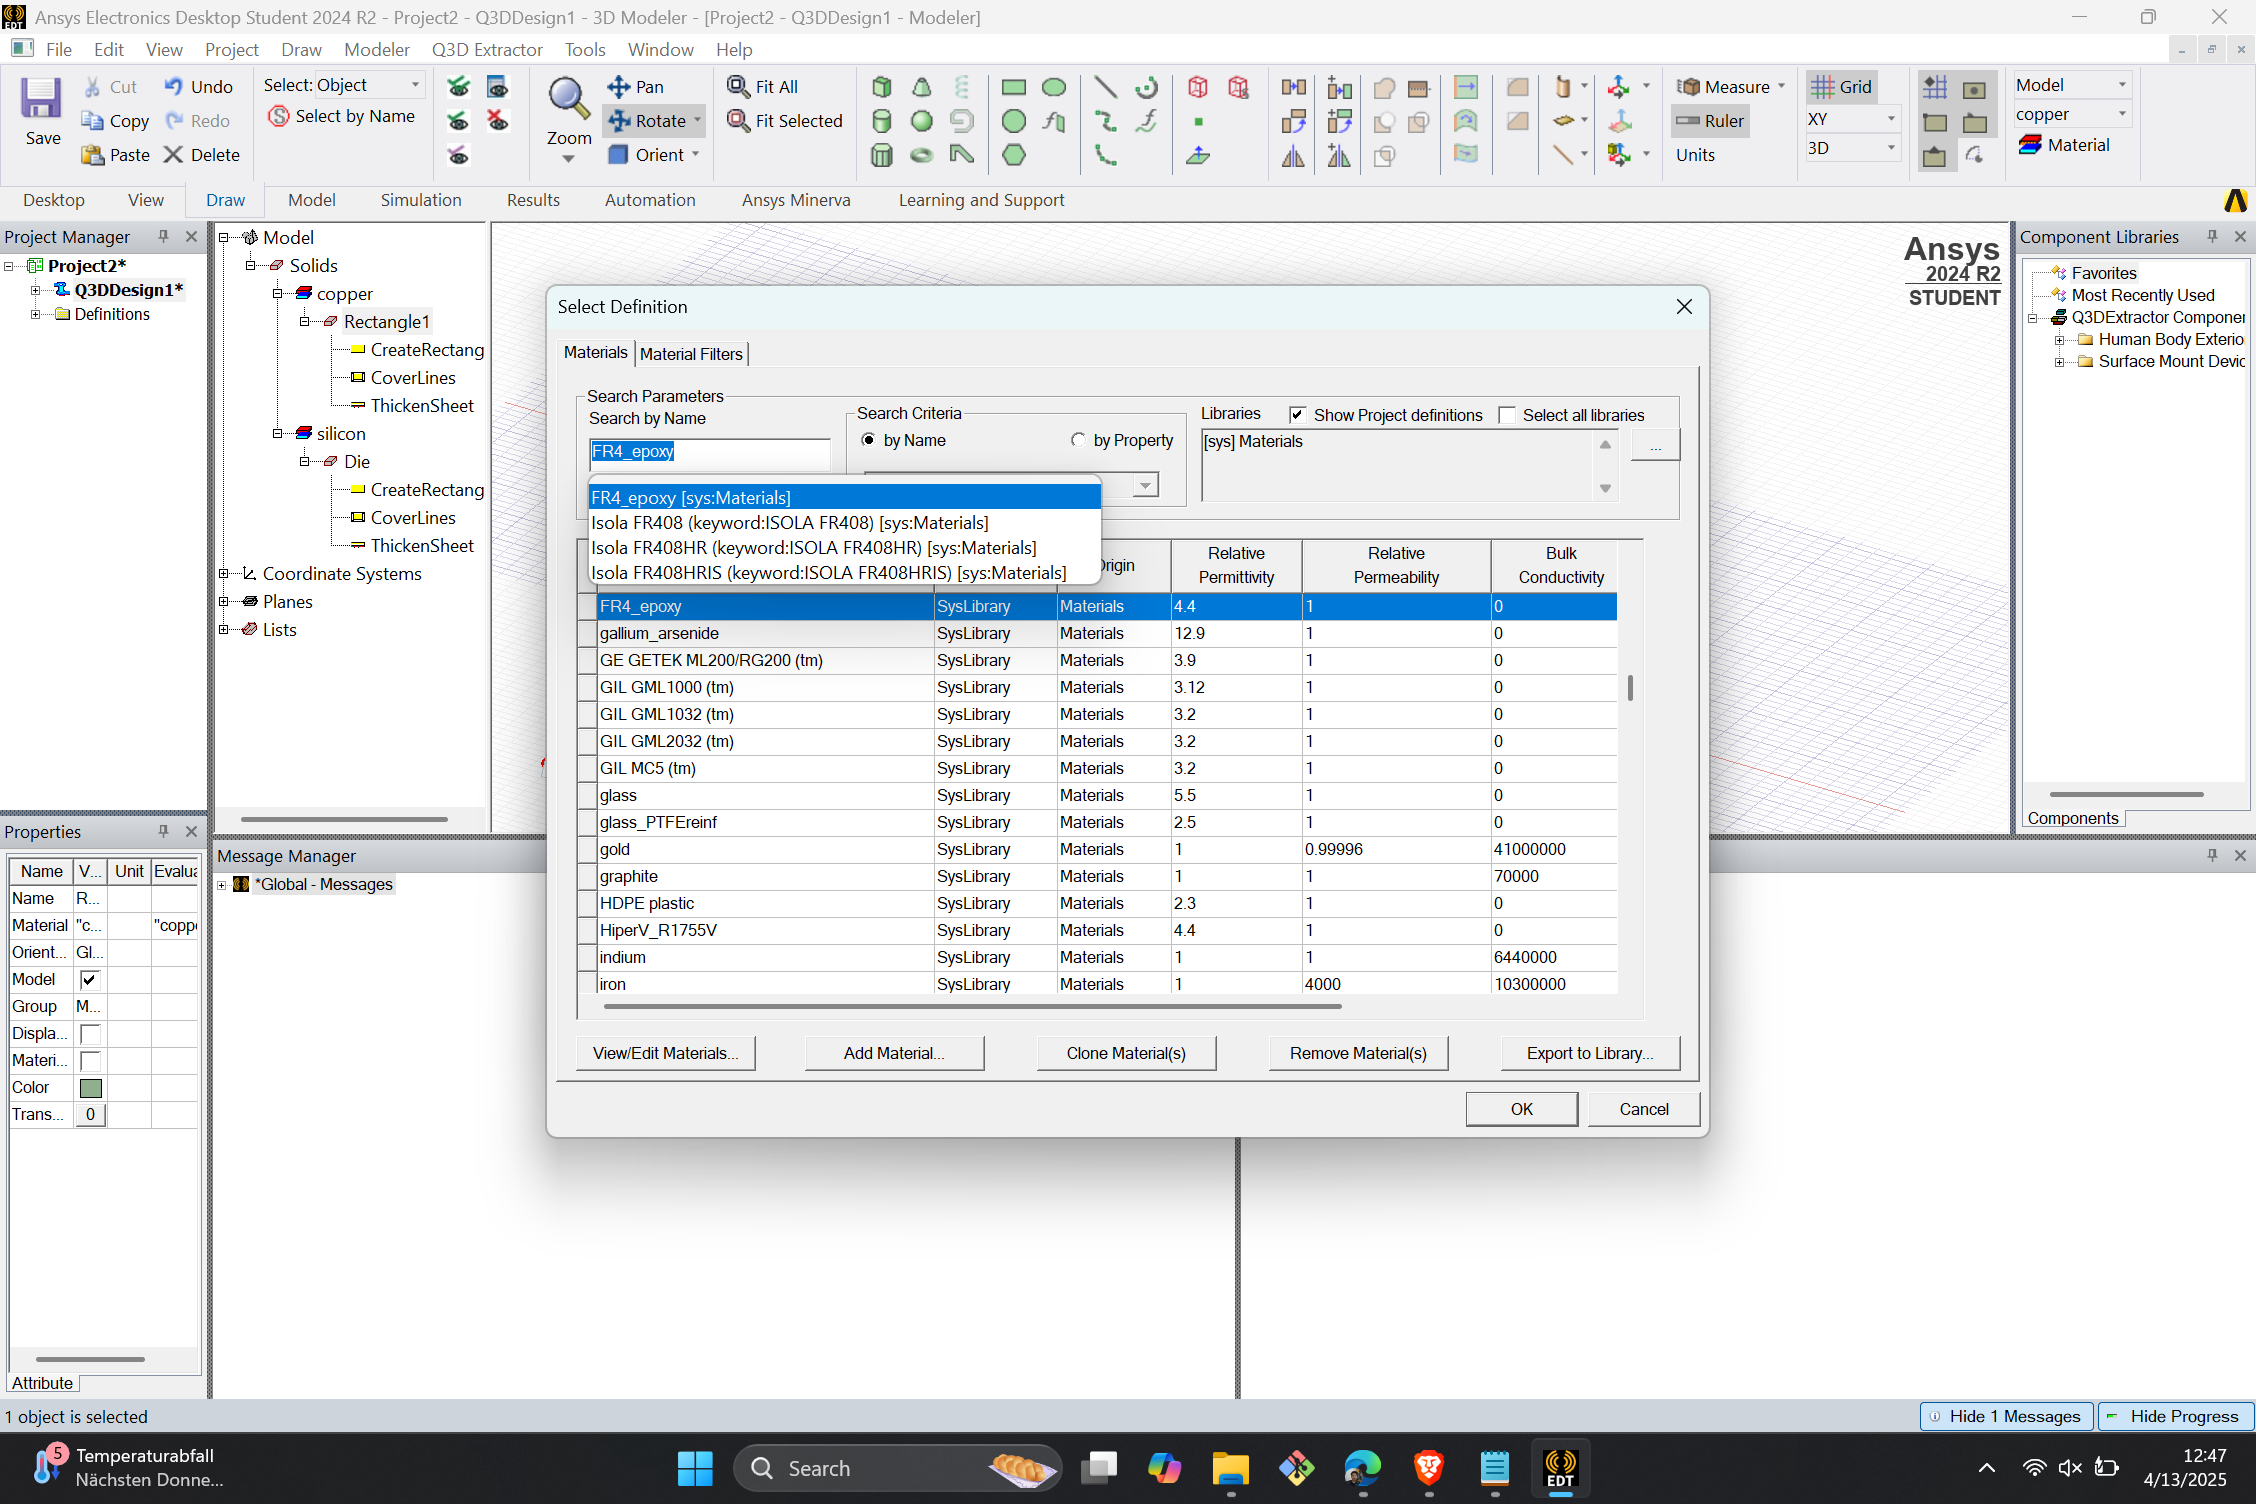 Ansys Electronics Desktop Student 2024 R2 - Project2 - Q3DDesign1 - 3D Modeler - [Project2 - Q3DDesign1 - Modeler]
File Edit View Project Draw Modeler Q3D Extractor Tools Window Help
Save
Cut
Copy
Paste
Undo
Redo
Delete
Select: Object
Select by Name
Zoom
Pan
Rotate
Orient
Fit All
Fit Selected
Measure
Ruler
Units
Grid
XY
3D
Model
copper
Material
Desktop View Draw Model Simulation Results Automation Ansys Minerva Learning and Support
Project Manager
Project2*
Q3DDesign1*
Definitions
Model
Solids
copper
Rectangle1
CreateRectang
CoverLines
ThickenSheet
silicon
Die
CreateRectang
CoverLines
ThickenSheet
Coordinate Systems
Planes
Lists
Ansys
2024 R2
STUDENT
Component Libraries
Favorites
Most Recently Used
Q3DExtractor Componer
Human Body Exterio
Surface Mount Devic
Components
Select Definition
Materials Material Filters
Search Parameters
Search by Name
FR4_epoxy
Search Criteria
by Name by Property
Libraries Show Project definitions Select all libraries
[sys] Materials
...
FR4_epoxy [sys:Materials]
Isola FR408 (keyword:ISOLA FR408) [sys:Materials]
Isola FR408HR (keyword:ISOLA FR408HR) [sys:Materials]
Isola FR408HRIS (keyword:ISOLA FR408HRIS) [sys:Materials]
rigin Relative Permittivity Relative Permeability Bulk Conductivity
FR4_epoxy SysLibrary Materials 4.4 1 0
gallium_arsenide SysLibrary Materials 12.9 1 0
GE GETEK ML200/RG200 (tm) SysLibrary Materials 3.9 1 0
GIL GML1000 (tm) SysLibrary Materials 3.12 1 0
GIL GML1032 (tm) SysLibrary Materials 3.2 1 0
GIL GML2032 (tm) SysLibrary Materials 3.2 1 0
GIL MC5 (tm) SysLibrary Materials 3.2 1 0
glass SysLibrary Materials 5.5 1 0
glass_PTFEreinf SysLibrary Materials 2.5 1 0
gold SysLibrary Materials 1 0.99996 41000000
graphite SysLibrary Materials 1 1 70000
HDPE plastic SysLibrary Materials 2.3 1 0
HiperV_R1755V SysLibrary Materials 4.4 1 0
indium SysLibrary Materials 1 1 6440000
iron SysLibrary Materials 1 4000 10300000
View/Edit Materials... Add Material... Clone Material(s) Remove Material(s) Export to Library...
OK Cancel
Properties
Name V... Unit Evalua
Name R...
Material "c... "coppe
Orient... Gl...
Model
Group M...
Displa...
Materi...
Color
Trans... 0
Attribute
Message Manager
*Global - Messages
1 object is selected
Hide 1 Messages Hide Progress
5
Temperaturabfall
Nächsten Donne...
Search
EDT
12:47
4/13/2025